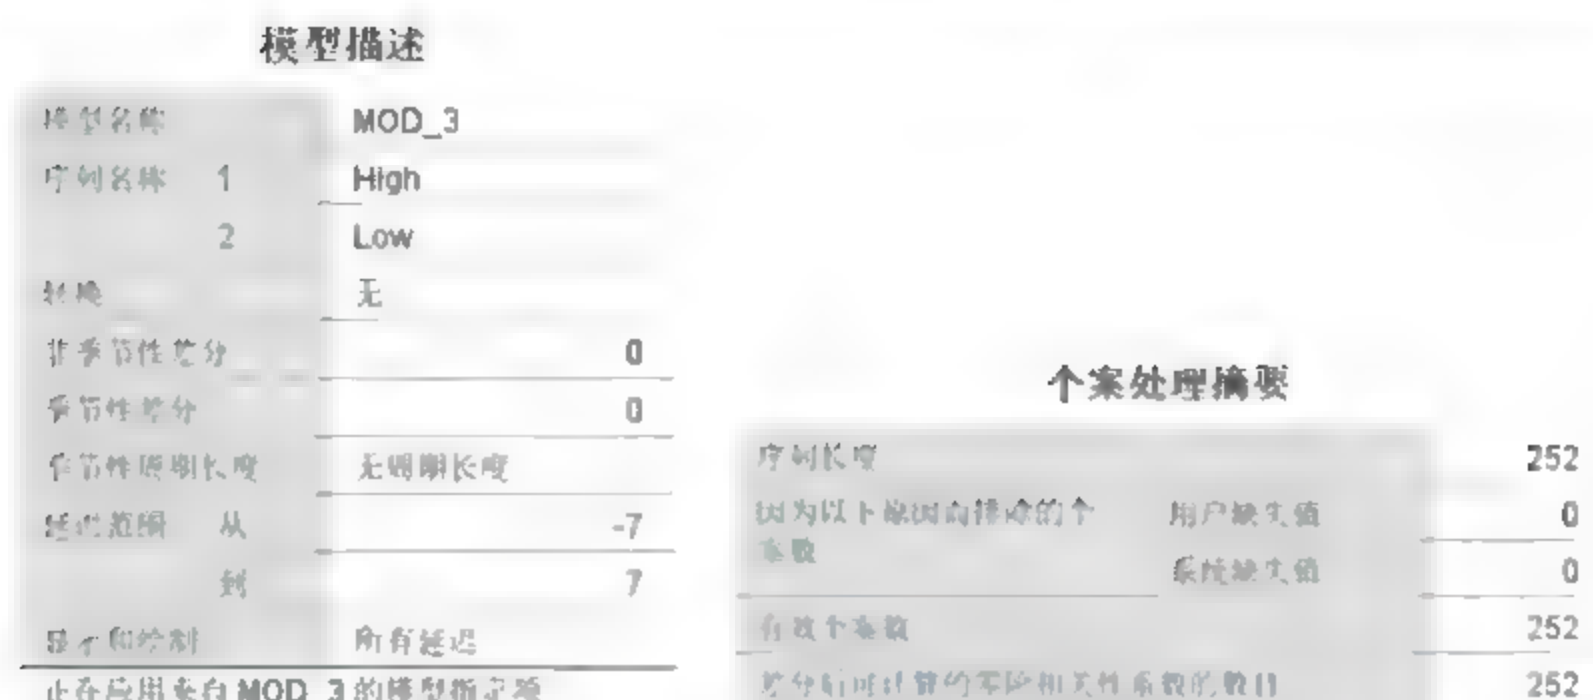 模型描述
模型名称 MOD_3
序列名称 1 High
2 Low
转换 无
非季节性差分 0
季节性差分 0
季节性周期长度 无周期长度
延迟范围 从 -7
到 7
显示和绘制 所有延迟
正在应用来自 MOD_3 的模型指定项
个案处理摘要
序列长度 252
因为以下原因而排除的个 用户缺失值 0
案数
系统缺失值 0
有效个案数 252
差分后可计算的零阶相关性系数的数目 252